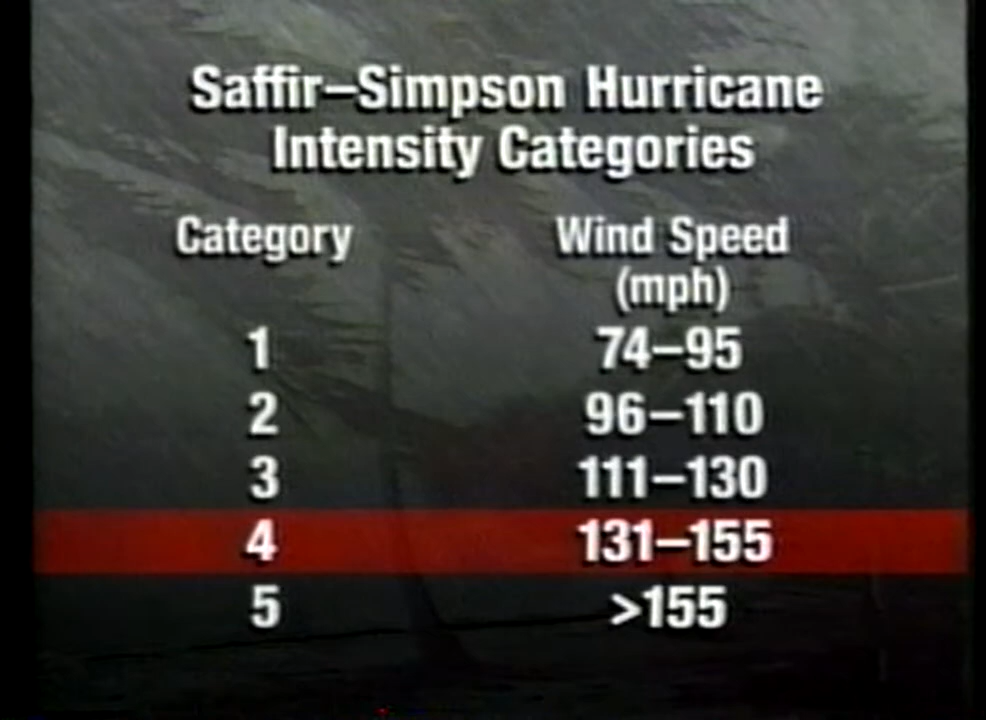 Saffir–Simpson Hurricane
Intensity Categories
Category Wind Speed
(mph)
1 74–95
2 96–110
3 111–130
4 131–155
5 >155